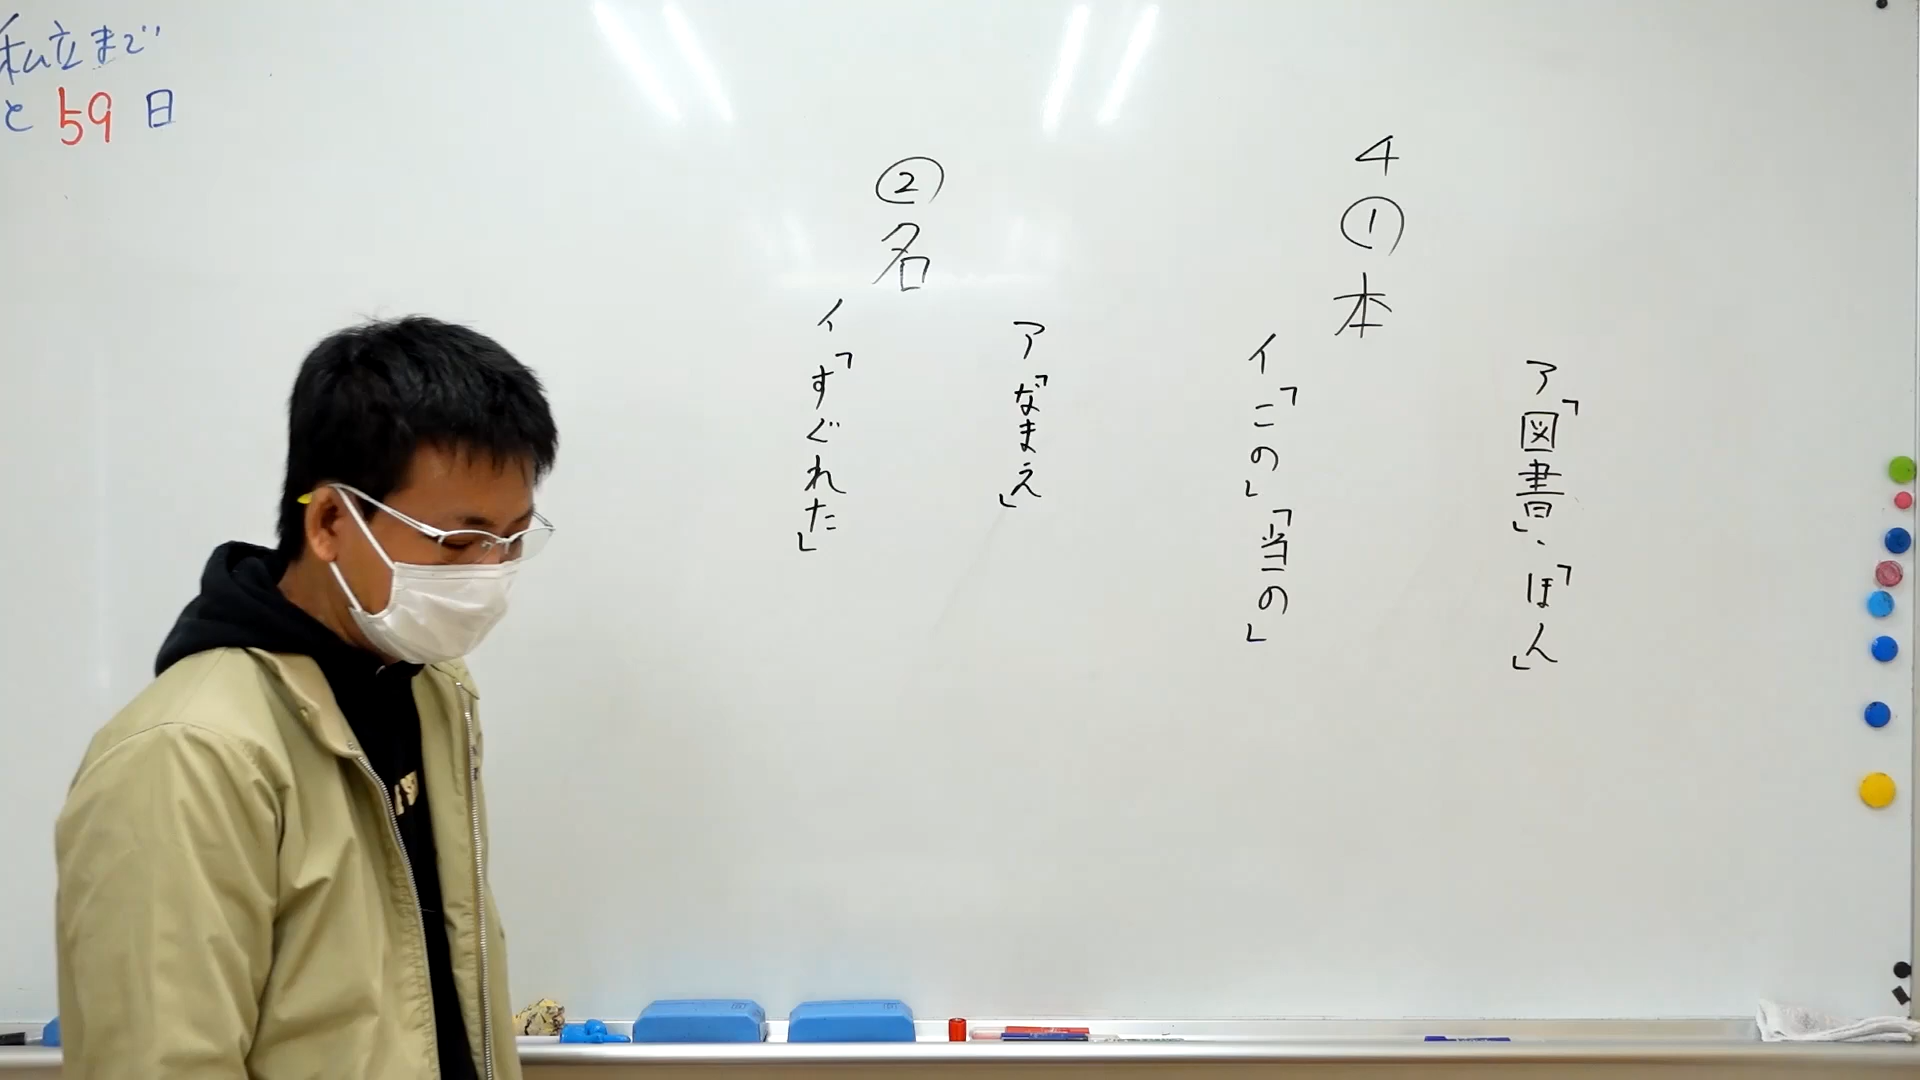 私立まで
と59日
4
①本
ア「図書」、「ほん」
イ「この」「当の」
②名
ア「なまえ」
イ「すぐれた」